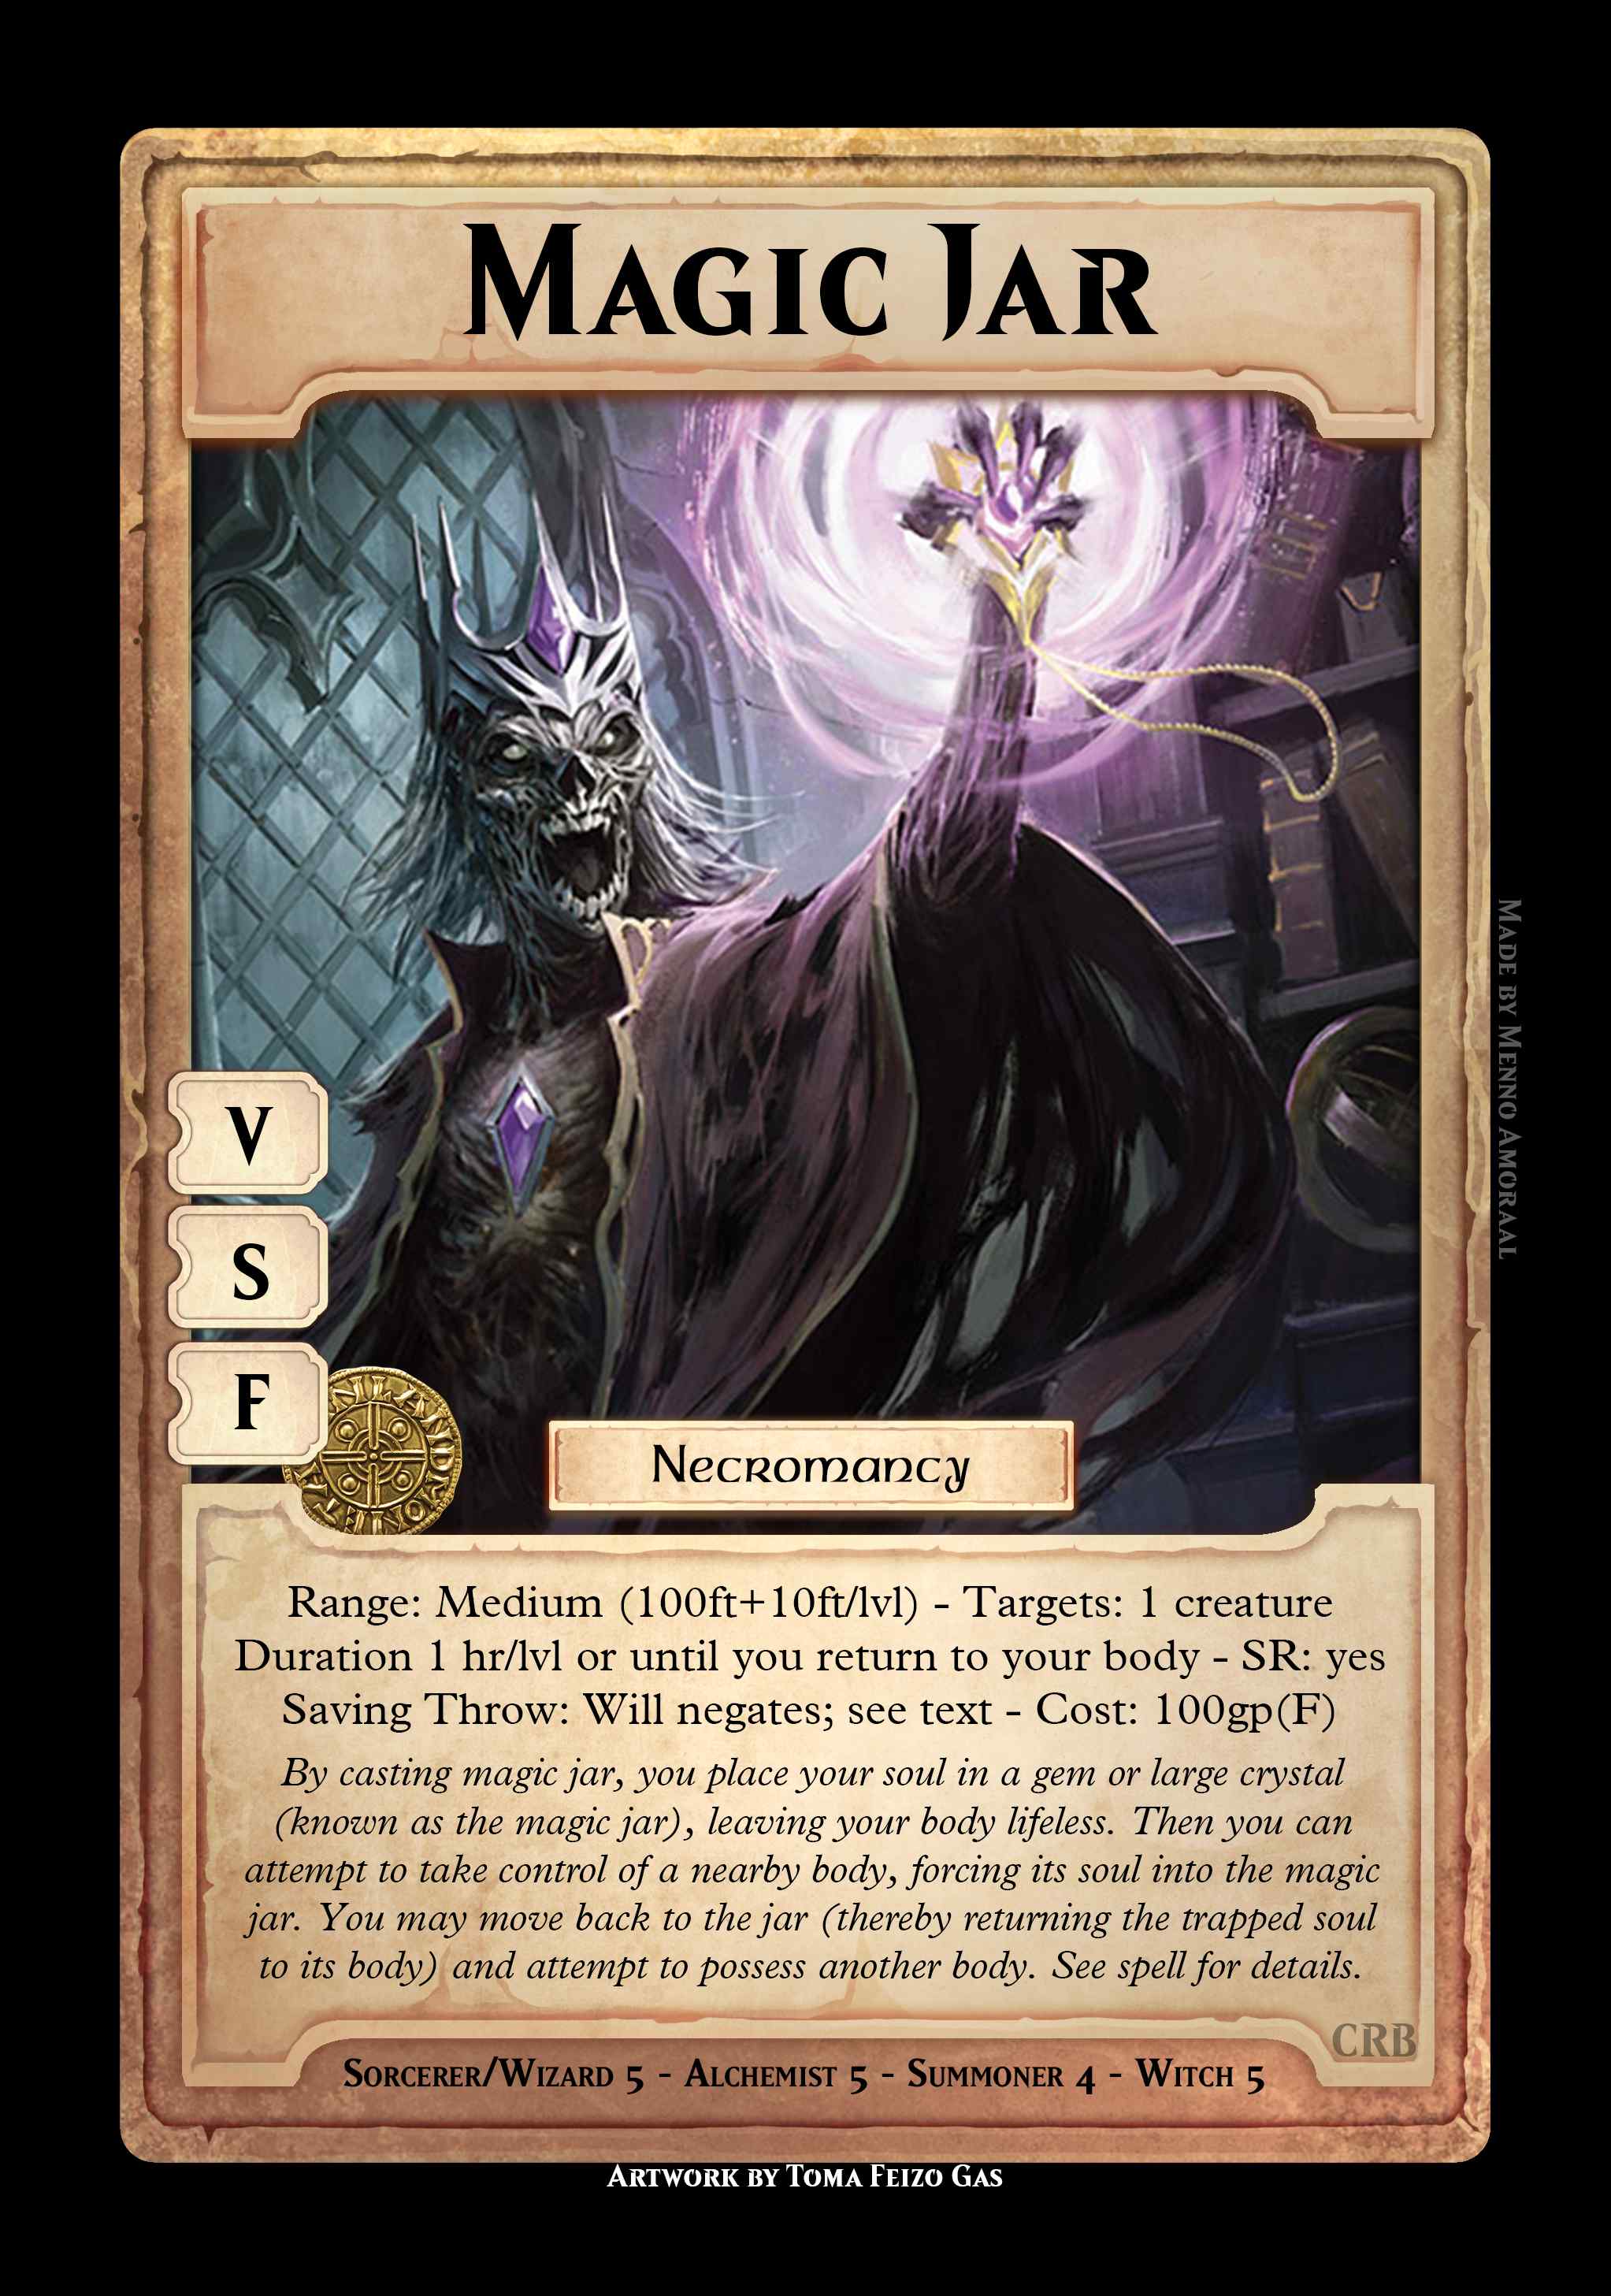 Magic Jar
Made by Menno Amoraal
V
S
F
Necromancy
Range: Medium (100ft+10ft/lvl) - Targets: 1 creature
Duration 1 hr/lvl or until you return to your body - SR: yes
Saving Throw: Will negates; see text - Cost: 100gp(F)
By casting magic jar, you place your soul in a gem or large crystal
(known as the magic jar), leaving your body lifeless. Then you can
attempt to take control of a nearby body, forcing its soul into the magic
jar. You may move back to the jar (thereby returning the trapped soul
to its body) and attempt to possess another body. See spell for details.
CRB
Sorcerer/Wizard 5 - Alchemist 5 - Summoner 4 - Witch 5
Artwork by Toma Feizo Gas